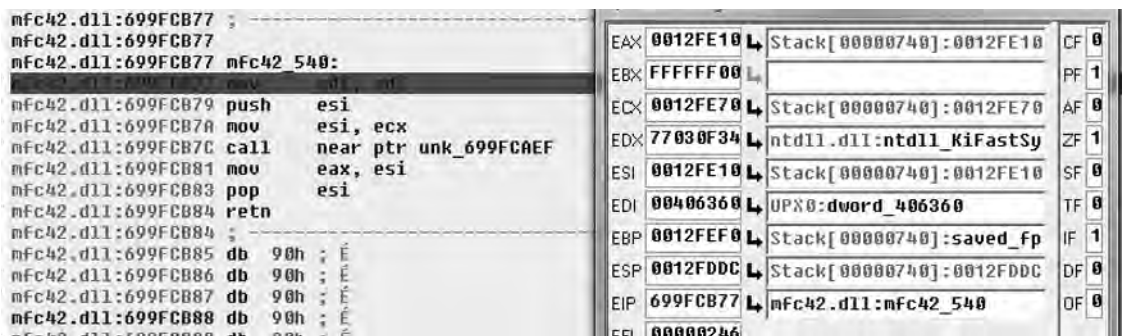 mfc42.dll:699FCB77 ; ----------
mfc42.dll:699FCB77
mfc42.dll:699FCB77 mfc42_540:
mfc42.dll:699FCB77 mov edi, edi
mfc42.dll:699FCB79 push esi
mfc42.dll:699FCB7A mov esi, ecx
mfc42.dll:699FCB7C call near ptr unk_699FCAEF
mfc42.dll:699FCB81 mov eax, esi
mfc42.dll:699FCB83 pop esi
mfc42.dll:699FCB84 retn
mfc42.dll:699FCB84 ; ----------
mfc42.dll:699FCB85 db 90h ; É
mfc42.dll:699FCB86 db 90h ; É
mfc42.dll:699FCB87 db 90h ; É
mfc42.dll:699FCB88 db 90h ; É
EAX 0012FE10 Stack[00000740]:0012FE10 CF 0
EBX FFFFFF00 PF 1
ECX 0012FE70 Stack[00000740]:0012FE70 AF 0
EDX 77030F34 ntdll.dll:ntdll_KiFastSy ZF 1
ESI 0012FE10 Stack[00000740]:0012FE10 SF 0
EDI 00406360 UPX0:dword_406360 TF 0
EBP 0012FEF0 Stack[00000740]:saved_fp IF 1
ESP 0012FDDC Stack[00000740]:0012FDDC DF 0
EIP 699FCB77 mfc42.dll:mfc42_540 OF 0
EFL 00000246